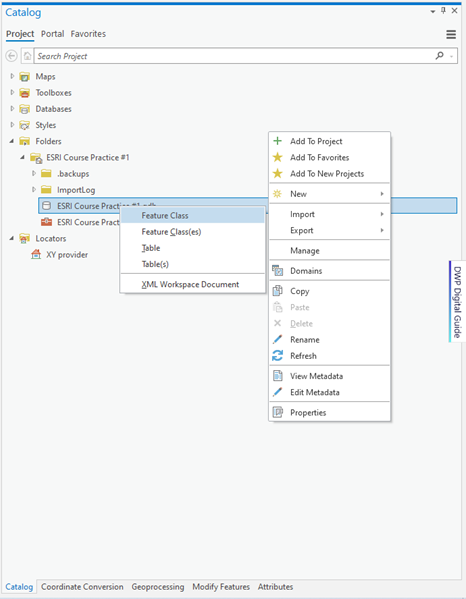 Catalog
Project Portal Favorites
Search Project
Maps
Toolboxes
Databases
Styles
Folders
ESRI Course Practice #1
.backups
ImportLog
ESRI Course Practice #1.gdb
ESRI Course Pract
Locators
XY provider
Feature Class
Feature Class(es)
Table
Table(s)
XML Workspace Document
Add To Project
Add To Favorites
Add To New Projects
New
Import
Export
Manage
Domains
Copy
Paste
Delete
Rename
Refresh
View Metadata
Edit Metadata
Properties
DWP Digital Guide
Catalog Coordinate Conversion Geoprocessing Modify Features Attributes